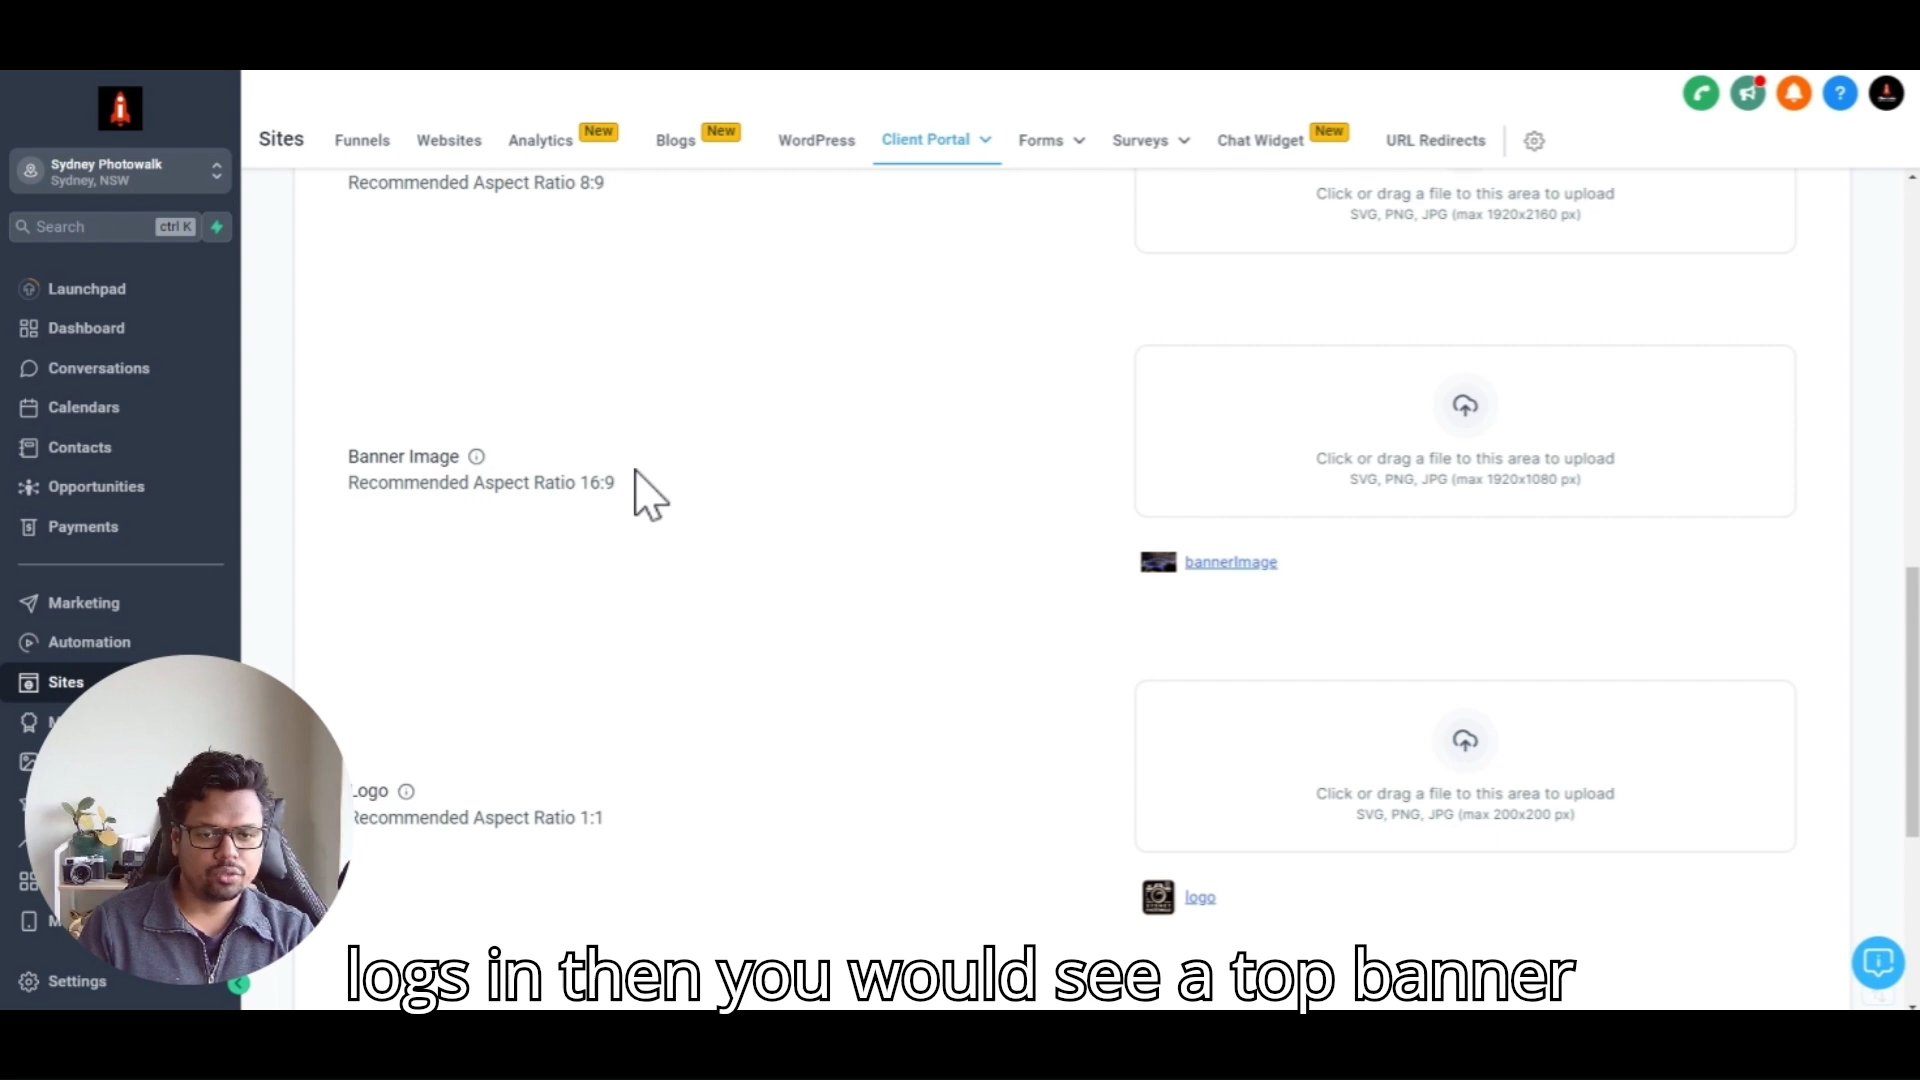 Sydney Photowalk
Sydney, NSW
Search ctrl K
Launchpad
Dashboard
Conversations
Calendars
Contacts
Opportunities
Payments
Marketing
Automation
Sites
Settings
Sites Funnels Websites Analytics New Blogs New WordPress Client Portal Forms Surveys Chat Widget New URL Redirects
Recommended Aspect Ratio 8:9
Click or drag a file to this area to upload
SVG, PNG, JPG (max 1920x2160 px)
Banner Image
Recommended Aspect Ratio 16:9
Click or drag a file to this area to upload
SVG, PNG, JPG (max 1920x1080 px)
bannerImage
Logo
Recommended Aspect Ratio 1:1
Click or drag a file to this area to upload
SVG, PNG, JPG (max 200x200 px)
logo
logs in then you would see a top banner